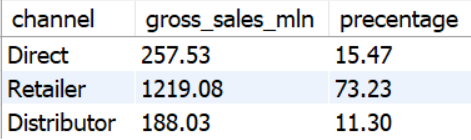 channel gross_sales_mln precentage
Direct 257.53 15.47
Retailer 1219.08 73.23
Distributor 188.03 11.30